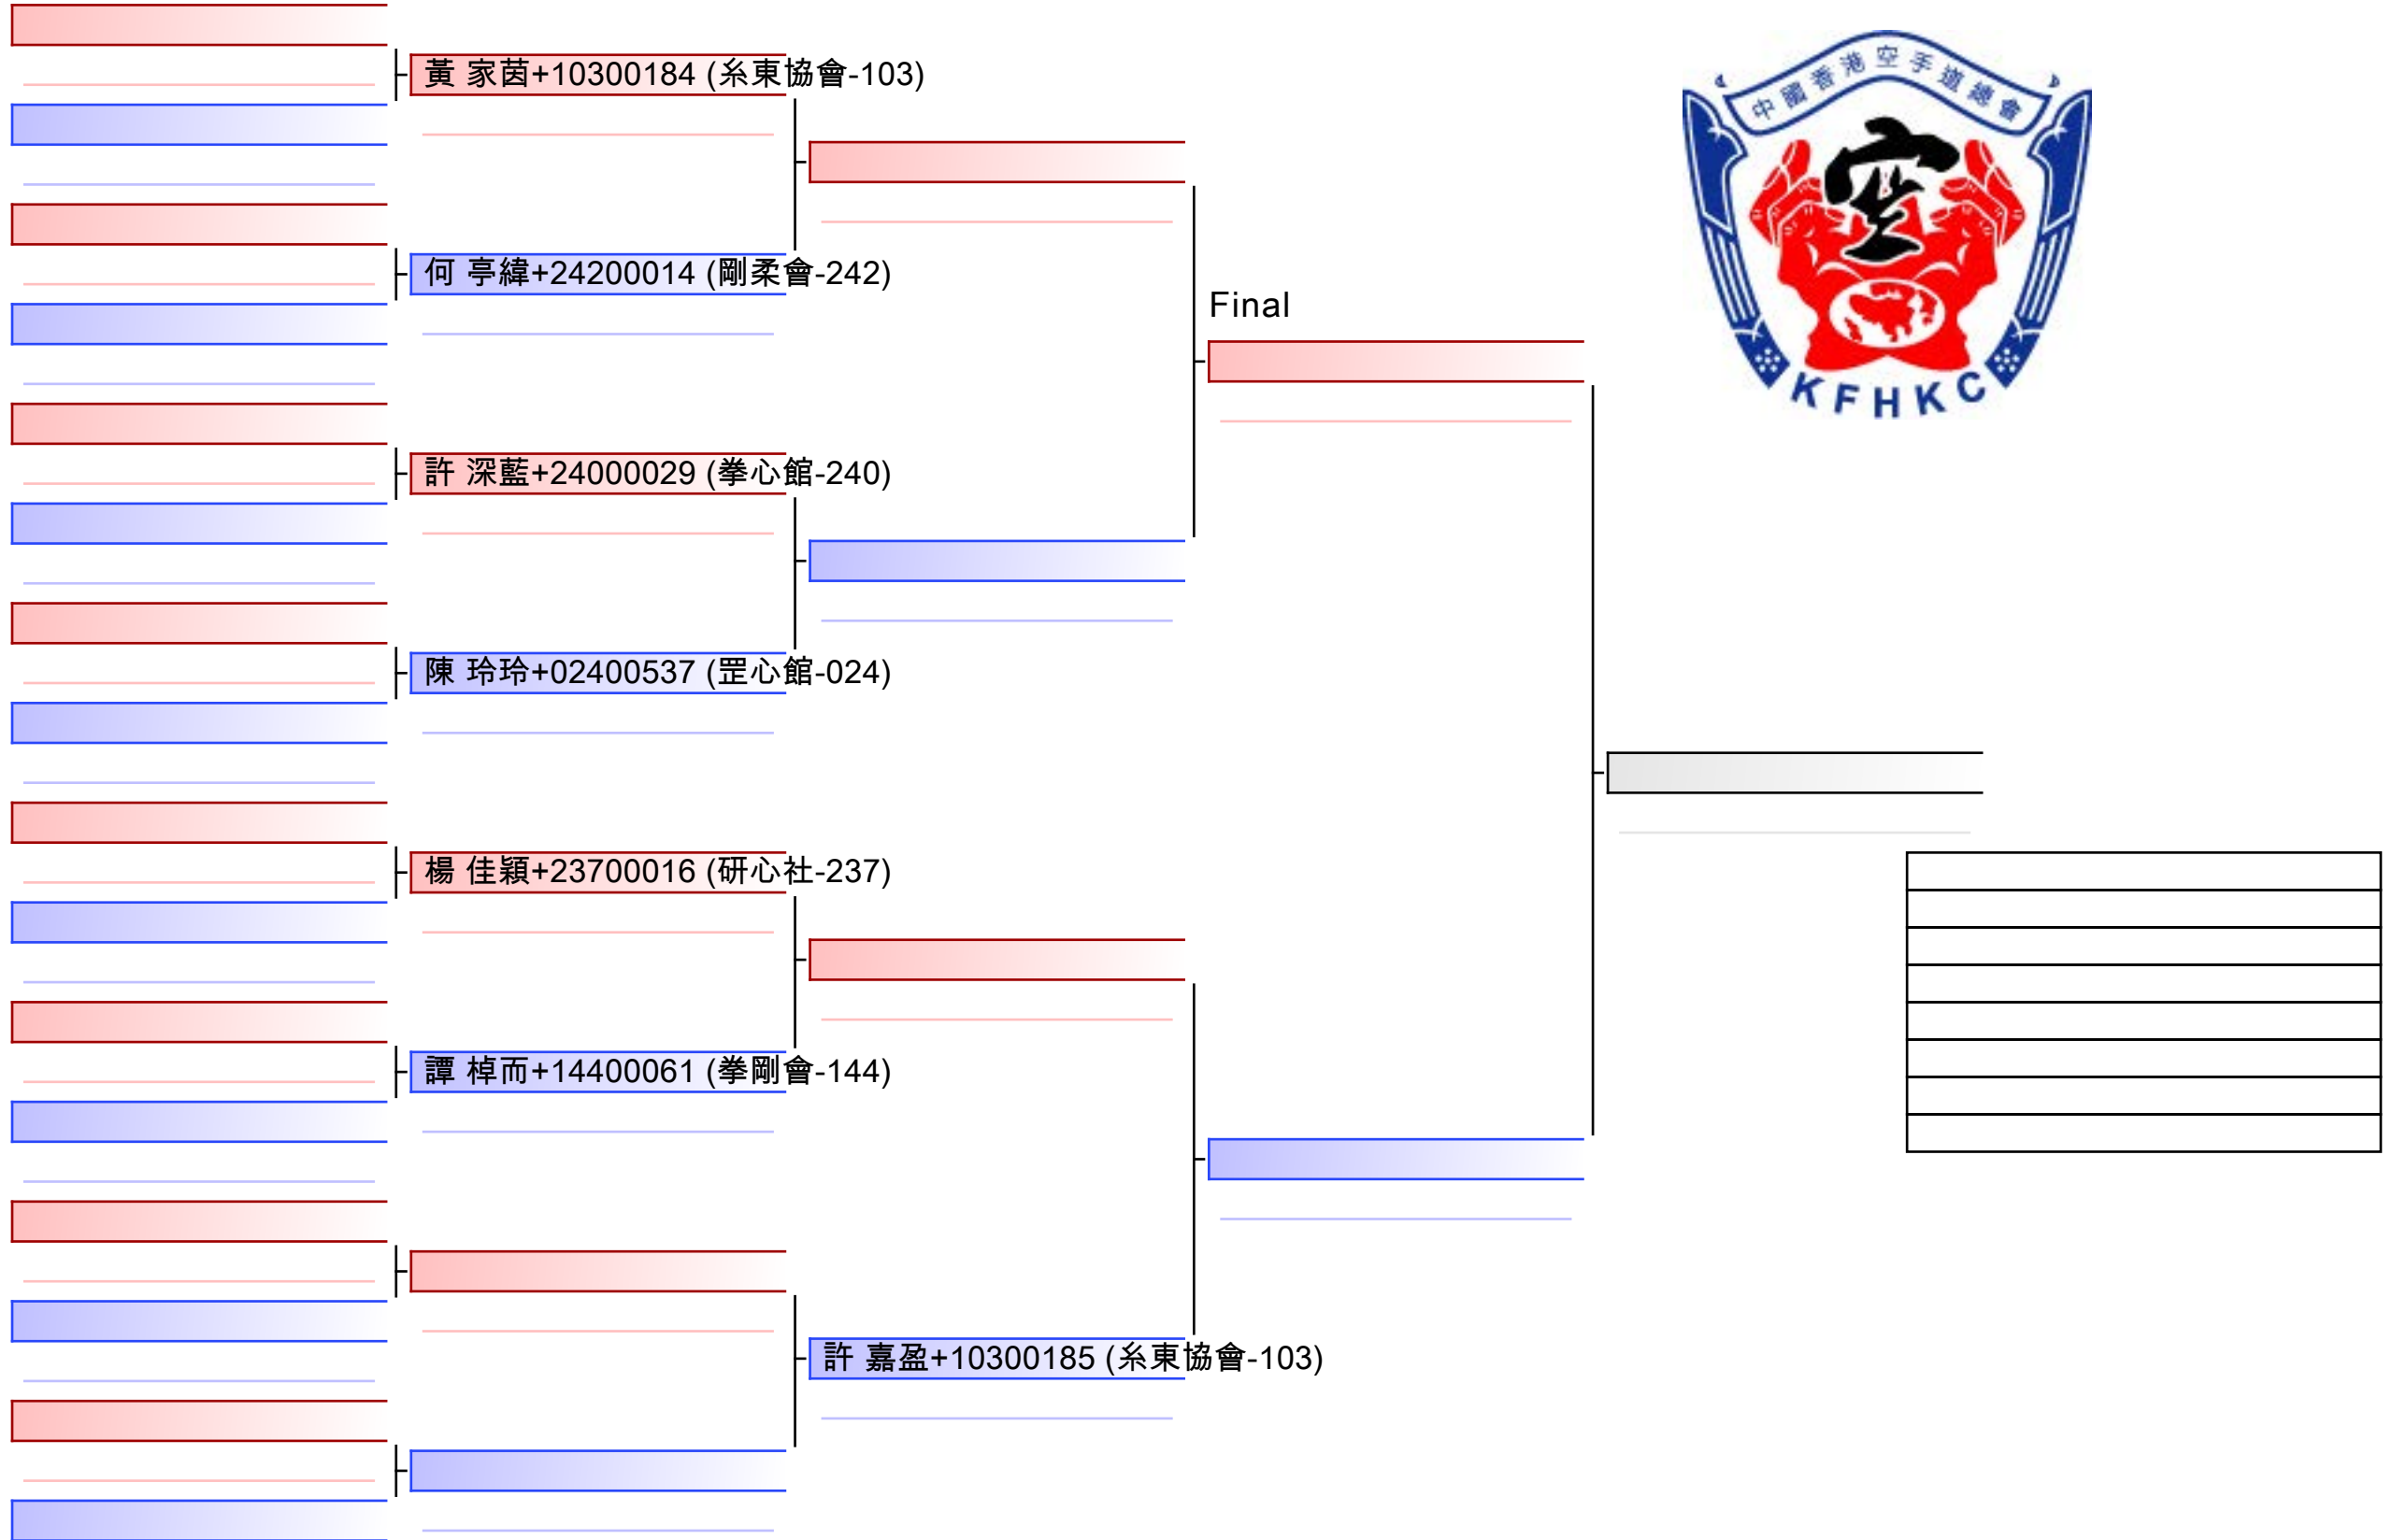 黃 家茵+10300184 (糸東協會-103)
何 亭緯+24200014 (剛柔會-242)
許 深藍+24000029 (拳心館-240)
陳 玲玲+02400537 (罡心館-024)
楊 佳穎+23700016 (研心社-237)
譚 棹而+14400061 (拳剛會-144)
許 嘉盈+10300185 (糸東協會-103)
Final
中國香港空手道總會
空
KFHKC